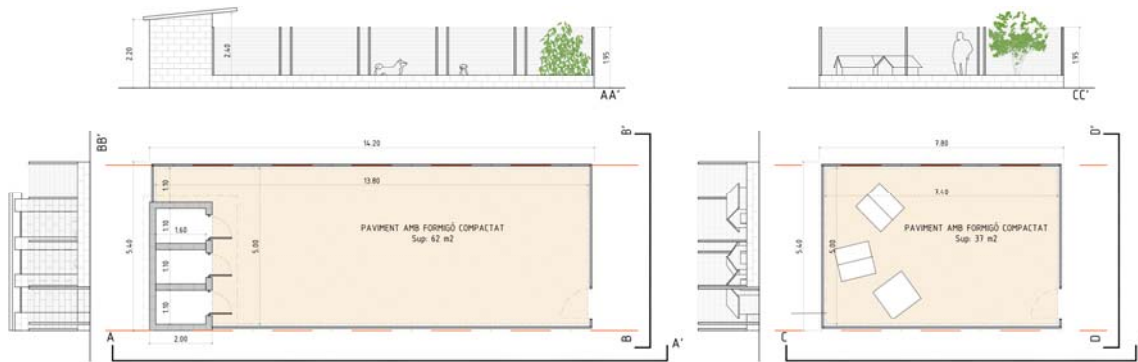 2.20
2.40
1.95
AA'
1.95
CC'
BB'
B'
D'
14.20
7.80
13.80
7.40
1.10
1.10
1.60
PAVIMENT AMB FORMIGÓ COMPACTAT
Sup: 62 m2
PAVIMENT AMB FORMIGÓ COMPACTAT
Sup: 37 m2
5.40
5.00
5.40
5.00
1.10
1.10
2.00
A
B
A'
C
D